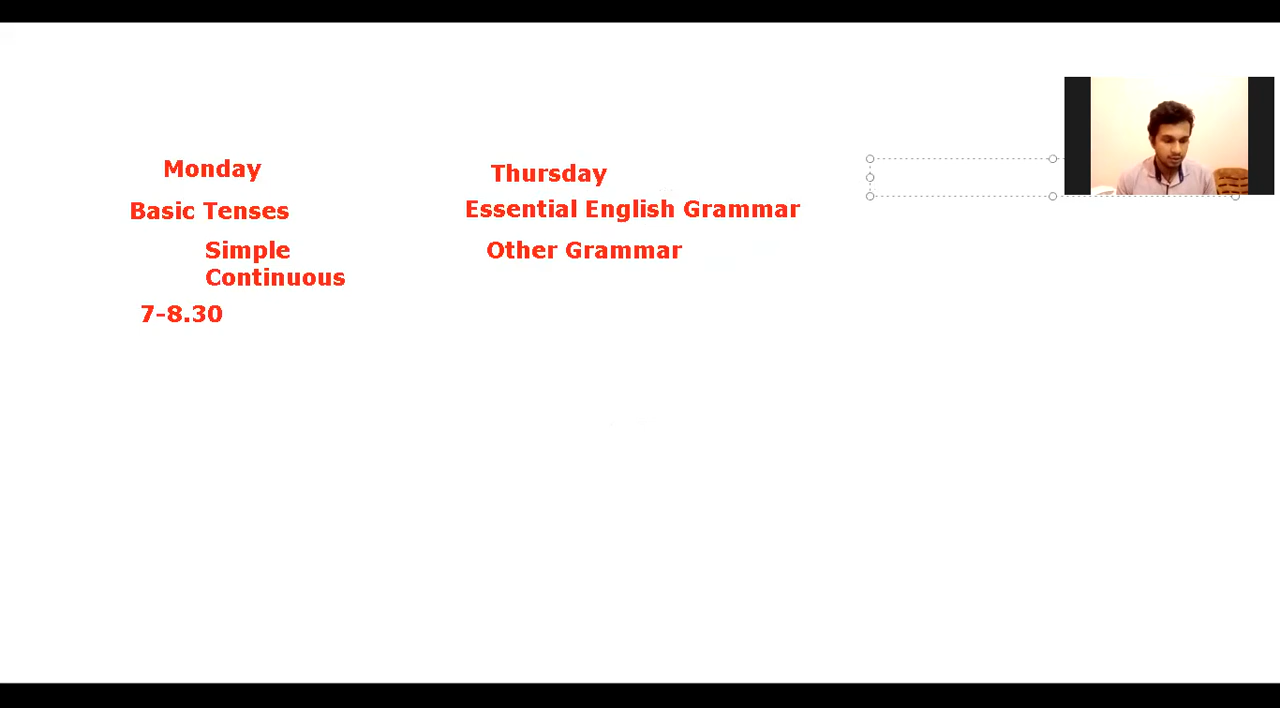 Monday
Basic Tenses
Simple
Continuous
7-8.30
Thursday
Essential English Grammar
Other Grammar